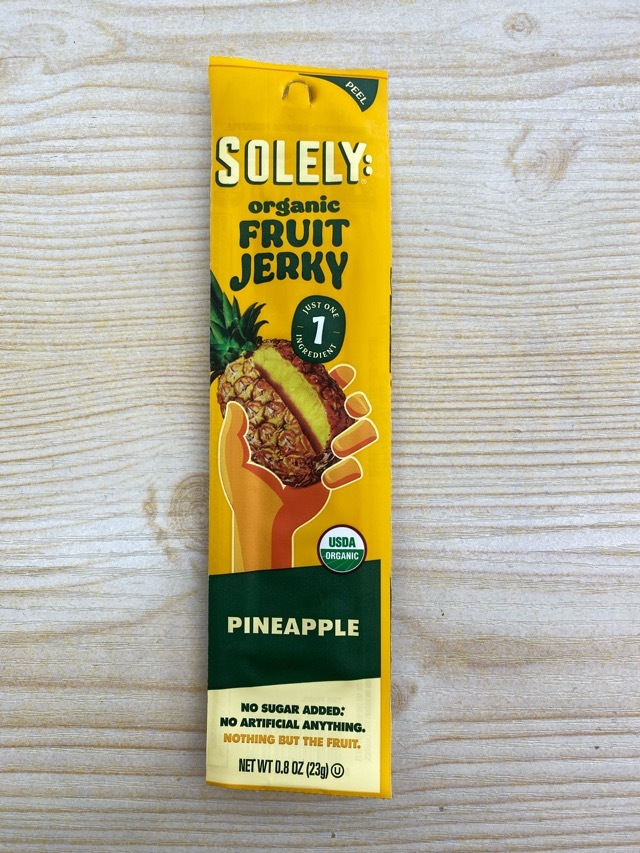 PEEL
SOLELY:
organic
FRUIT
JERKY
JUST ONE
1
INGREDIENT
USDA
ORGANIC
PINEAPPLE
NO SUGAR ADDED:
NO ARTIFICIAL ANYTHING.
NOTHING BUT THE FRUIT.
NET WT 0.8 OZ (23g) U